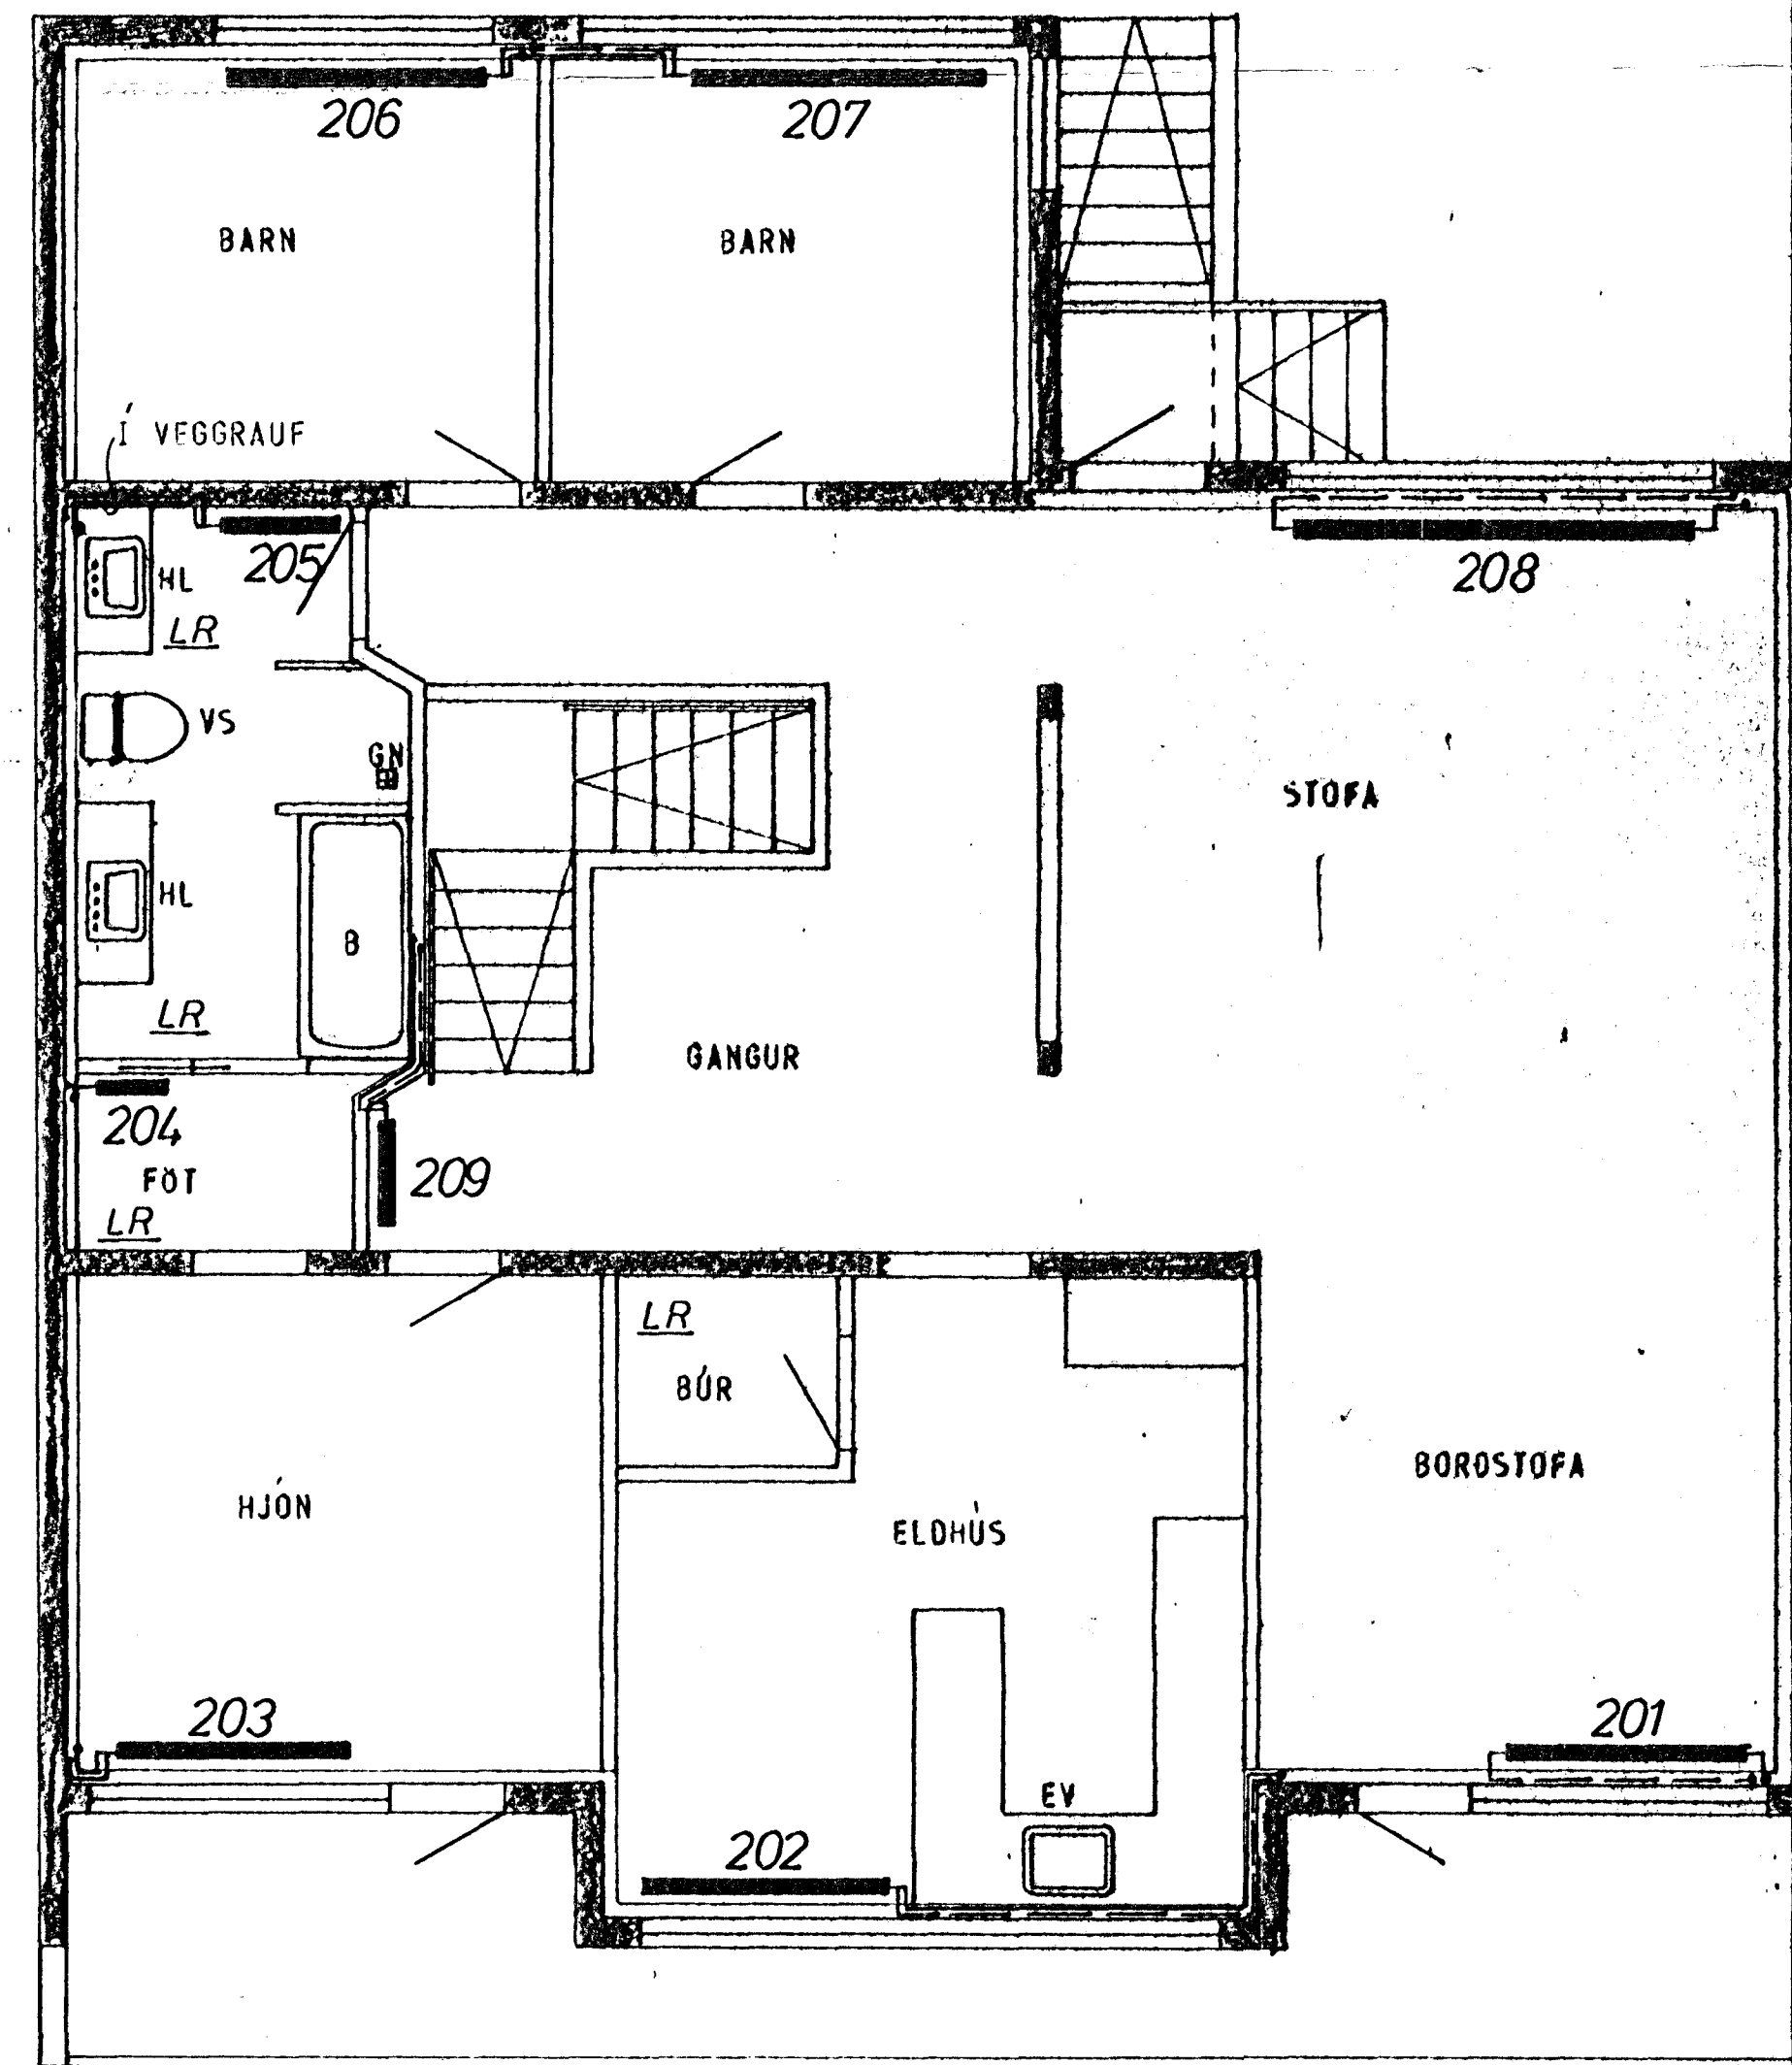 206
207
BARN
BARN
Í VEGGRAUF
205
208
HL
LR
VS
GN
STOFA
HL
B
LR
GANGUR
204
209
FÖT
LR
LR
BÚR
BORÐSTOFA
HJÓN
ELDHÚS
203
201
EV
202